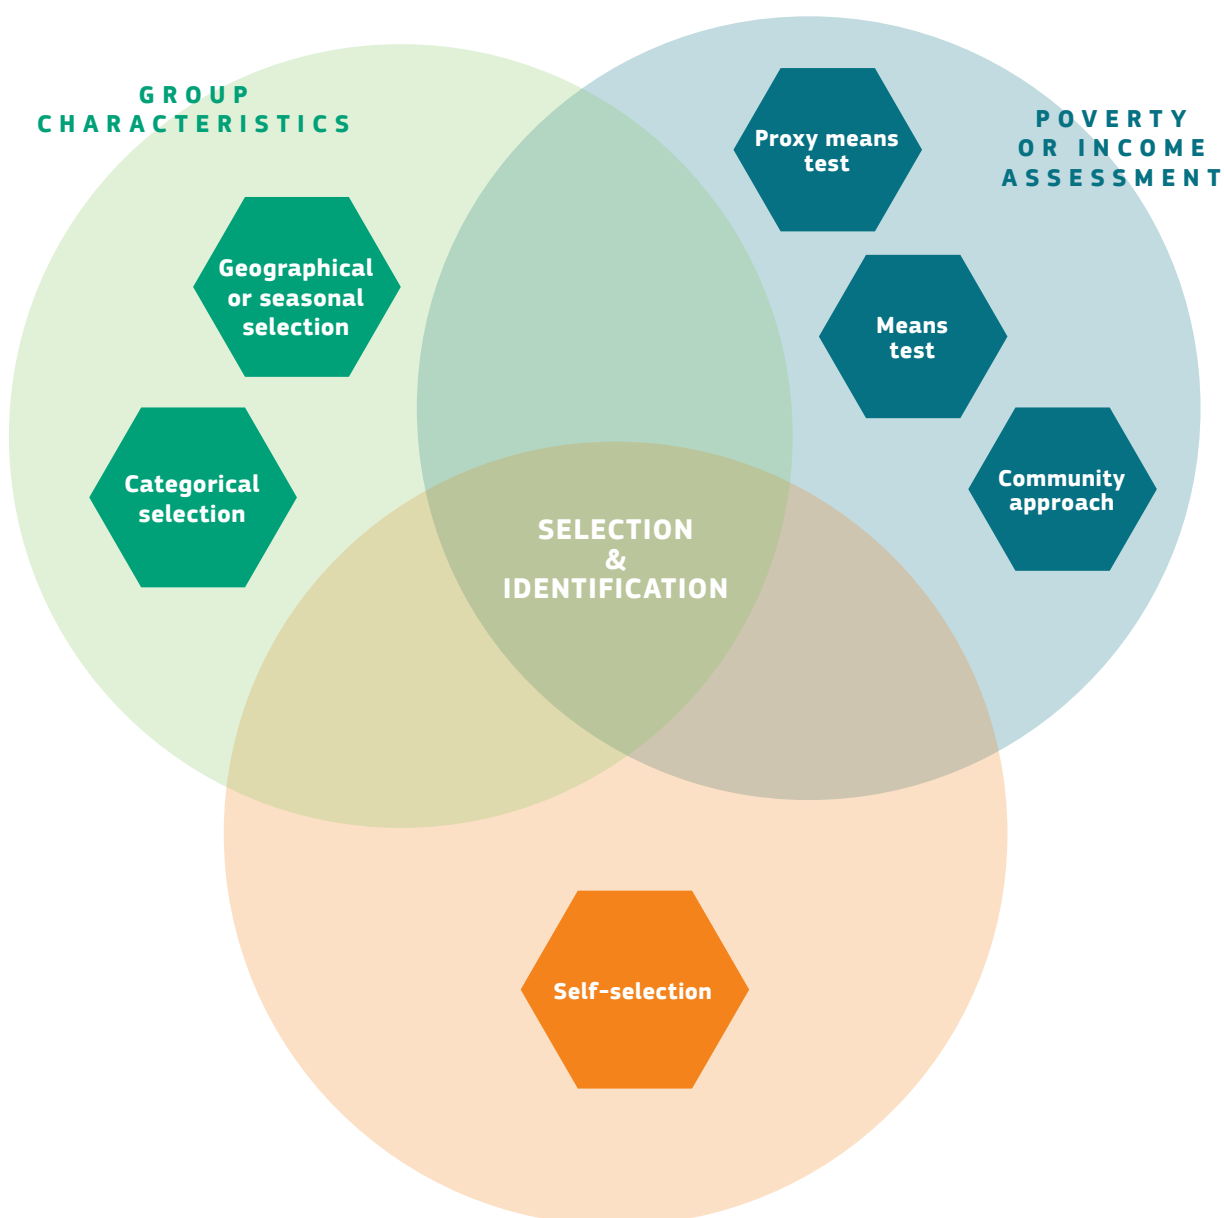 GROUP
CHARACTERISTICS
POVERTY
OR INCOME
ASSESSMENT
Proxy means
test
Geographical
or seasonal
selection
Means
test
Categorical
selection
Community
approach
SELECTION
&
IDENTIFICATION
Self-selection